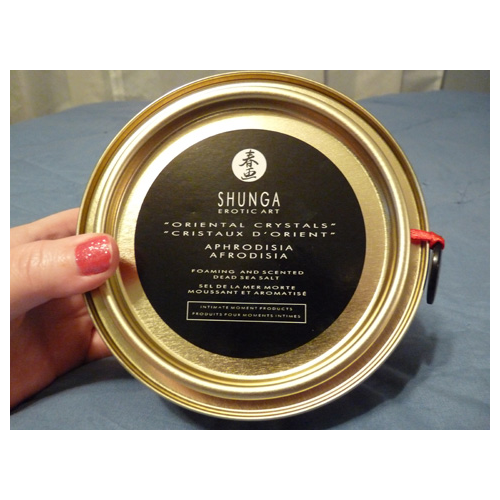 春画
SHUNGA
EROTIC ART
"ORIENTAL CRYSTALS"
"CRISTAUX D'ORIENT"
APHRODISIA
AFRODISIA
FOAMING AND SCENTED
DEAD SEA SALT
SEL DE LA MER MORTE
MOUSSANT ET AROMATISÉ
INTIMATE MOMENT PRODUCTS
PRODUITS POUR MOMENTS INTIMES